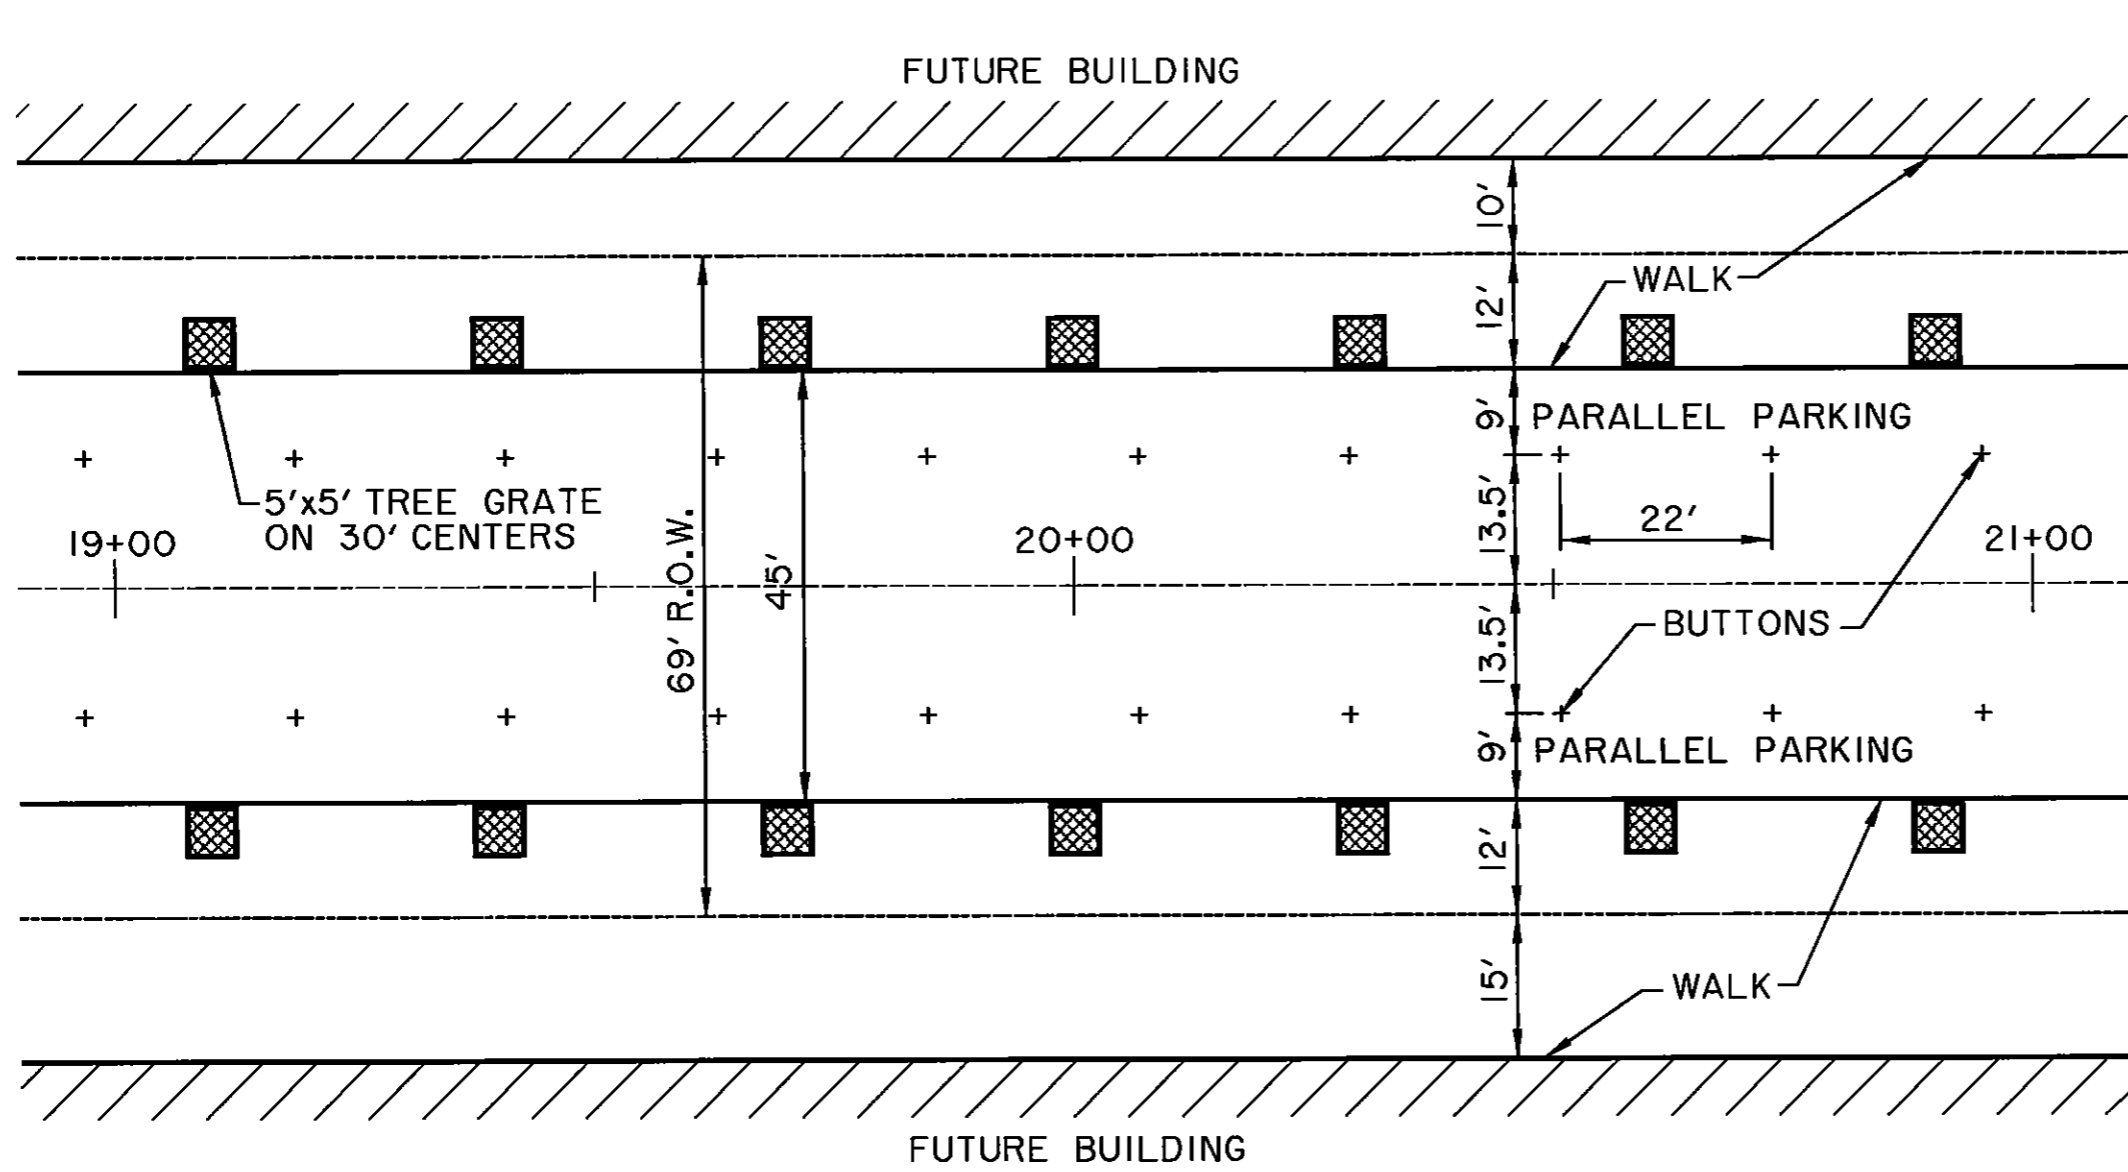 FUTURE BUILDING
10'
WALK
12'
9'
PARALLEL PARKING
5'x5' TREE GRATE
ON 30' CENTERS
13.5'
22'
19+00
20+00
21+00
69' R.O.W.
45'
BUTTONS
13.5'
9'
PARALLEL PARKING
12'
WALK
15'
FUTURE BUILDING